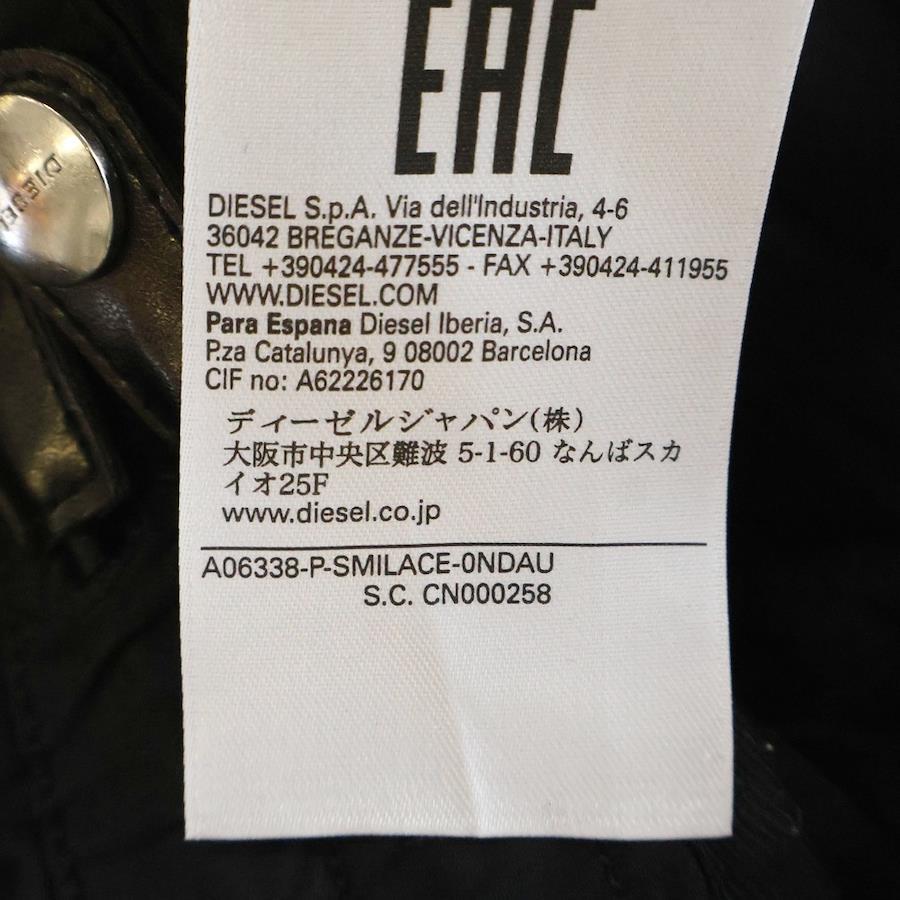 EAC
DIESEL
DIESEL S.p.A. Via dell'Industria, 4-6
36042 BREGANZE-VICENZA-ITALY
TEL +390424-477555 - FAX +390424-411955
WWW.DIESEL.COM
Para Espana Diesel Iberia, S.A.
P.za Catalunya, 9 08002 Barcelona
CIF no: A62226170
ディーゼルジャパン(株)
大阪市中央区難波 5-1-60 なんばスカ
イオ25F
www.diesel.co.jp
A06338-P-SMILACE-0NDAU
S.C. CN000258